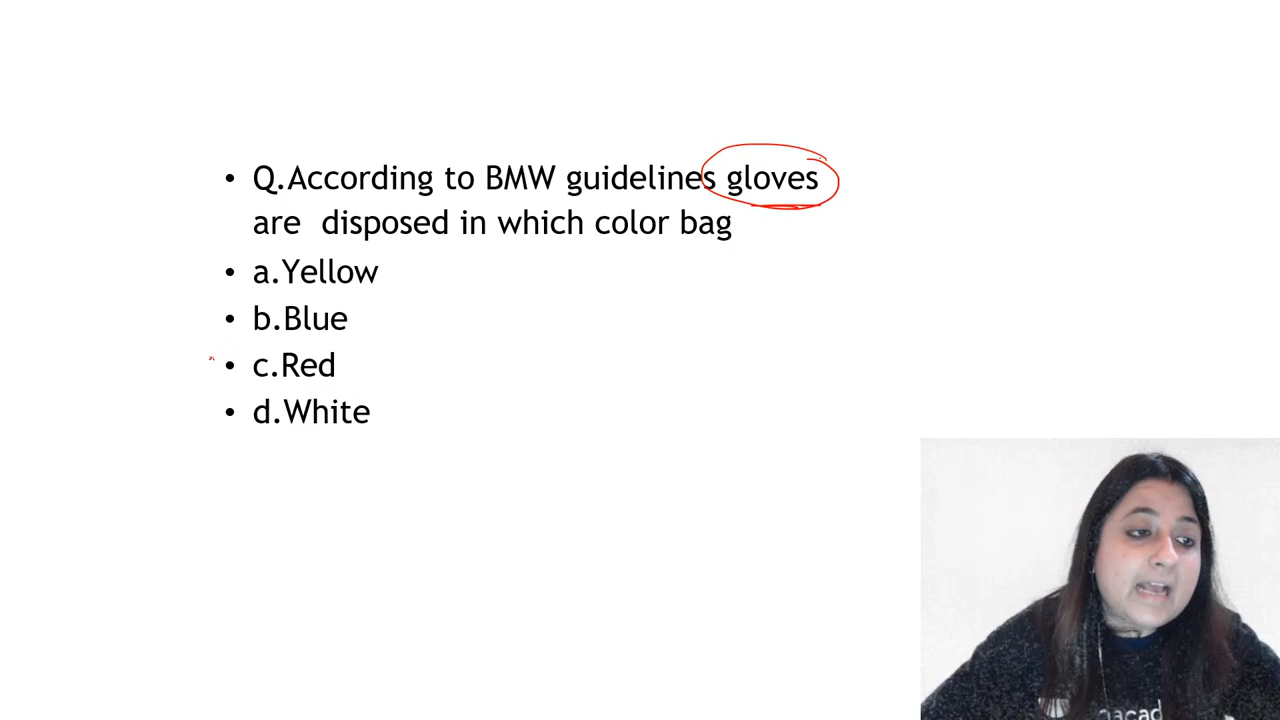 • Q.According to BMW guidelines gloves
are disposed in which color bag
• a.Yellow
• b.Blue
• c.Red
• d.White